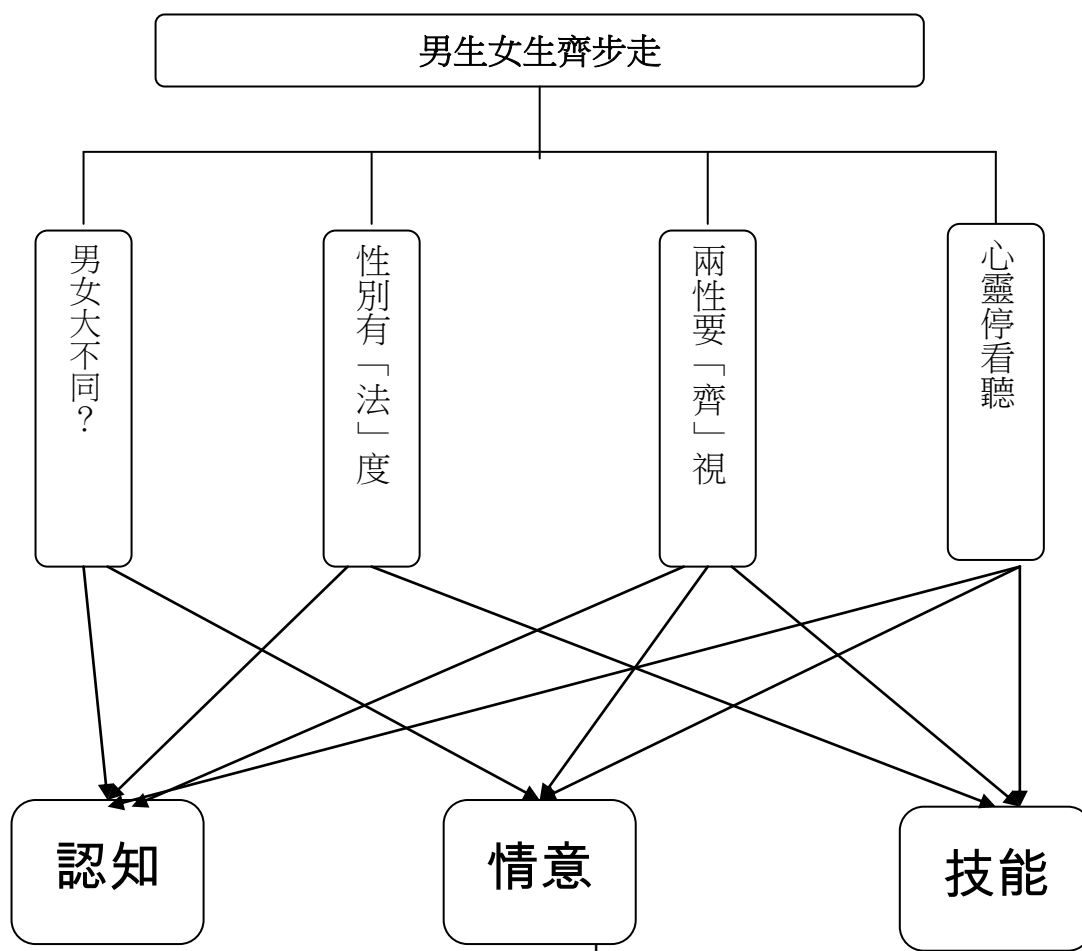 男生女生齊步走
男女大不同？
性別有「法」度
兩性要「齊」視
心靈停看聽
認知
情意
技能